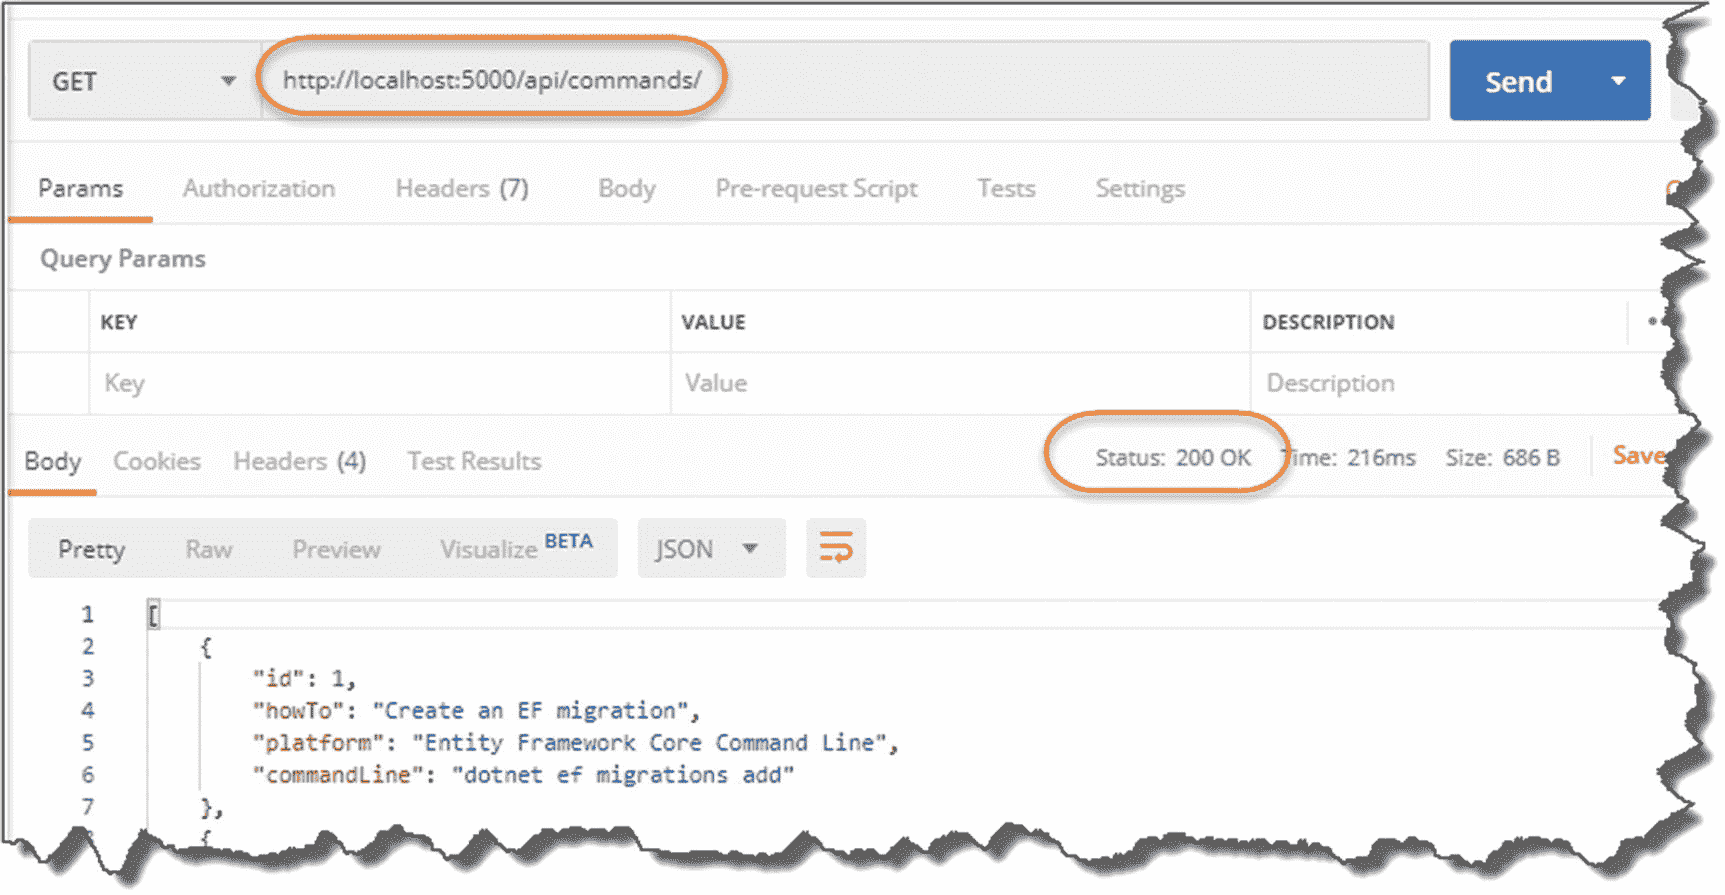 GET http://localhost:5000/api/commands/ Send
Params Authorization Headers (7) Body Pre-request Script Tests Settings
Query Params
KEY VALUE DESCRIPTION
Key Value Description
Body Cookies Headers (4) Test Results Status: 200 OK Time: 216ms Size: 686 B Save
Pretty Raw Preview Visualize BETA JSON
1 [
2 {
3 "id": 1,
4 "howTo": "Create an EF migration",
5 "platform": "Entity Framework Core Command Line",
6 "commandLine": "dotnet ef migrations add"
7 },
{